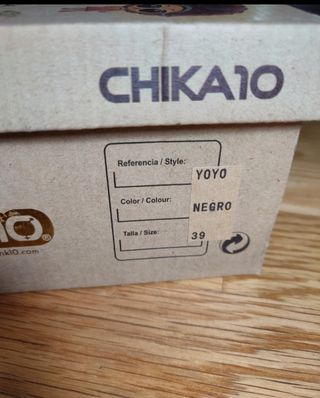 CHIKA10
Referencia / Style:
YOYO
Color / Colour:
NEGRO
Talla / Size:
39